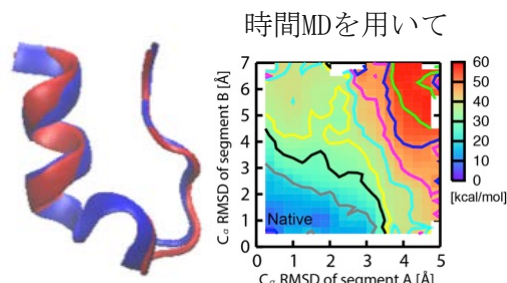 時間MDを用いて
7
6
5
4
3
2
1
0
Cα RMSD of segment B [Å]
Native
0 1 2 3 4 5
Cα RMSD of segment A [Å]
60
50
40
30
20
10
0
[kcal/mol]